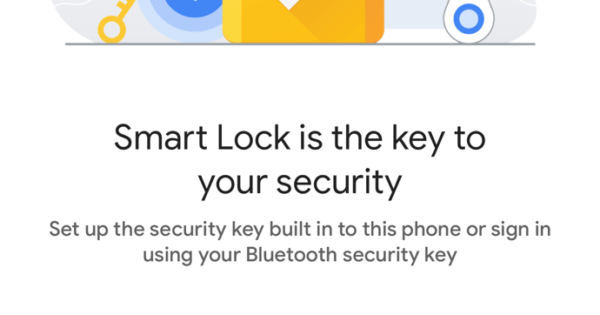 Smart Lock is the key to
your security
Set up the security key built in to this phone or sign in
using your Bluetooth security key